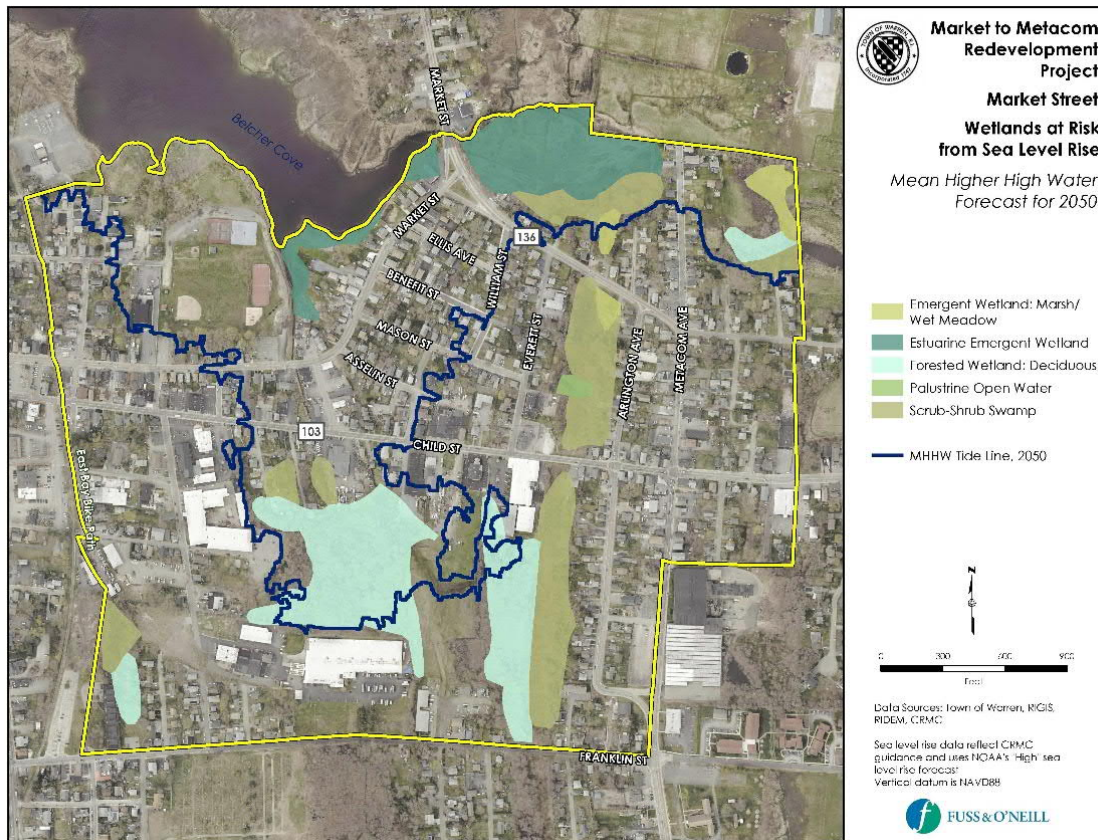 Market to Metacom
Redevelopment
Project
Market Street
Wetlands at Risk
from Sea Level Rise
Mean Higher High Water
Forecast for 2050
TOWN OF WARREN, R.I.
Emergent Wetland: Marsh/
Wet Meadow
Estuarine Emergent Wetland
Forested Wetland: Deciduous
Palustrine Open Water
Scrub-Shrub Swamp
MHHW Tide Line, 2050
N
0 300 600 900
Feet
Data Sources: Town of Warren, RIGIS,
RIDEM, CRMC
Sea level rise data reflect CRMC
guidance and uses NOAA's 'High' sea
level rise forecast
Vertical datum is NAVD88
FUSS & O'NEILL
Belcher Cove
MARKET ST
MARKET ST
ELLIS AVE
136
WILLIAM ST
BENEFIT ST
MASON ST
ASSELIN ST
EVERETT ST
ARLINGTON AVE
METACOM AVE
103
CHILD ST
East Bay Bike Path
FRANKLIN ST